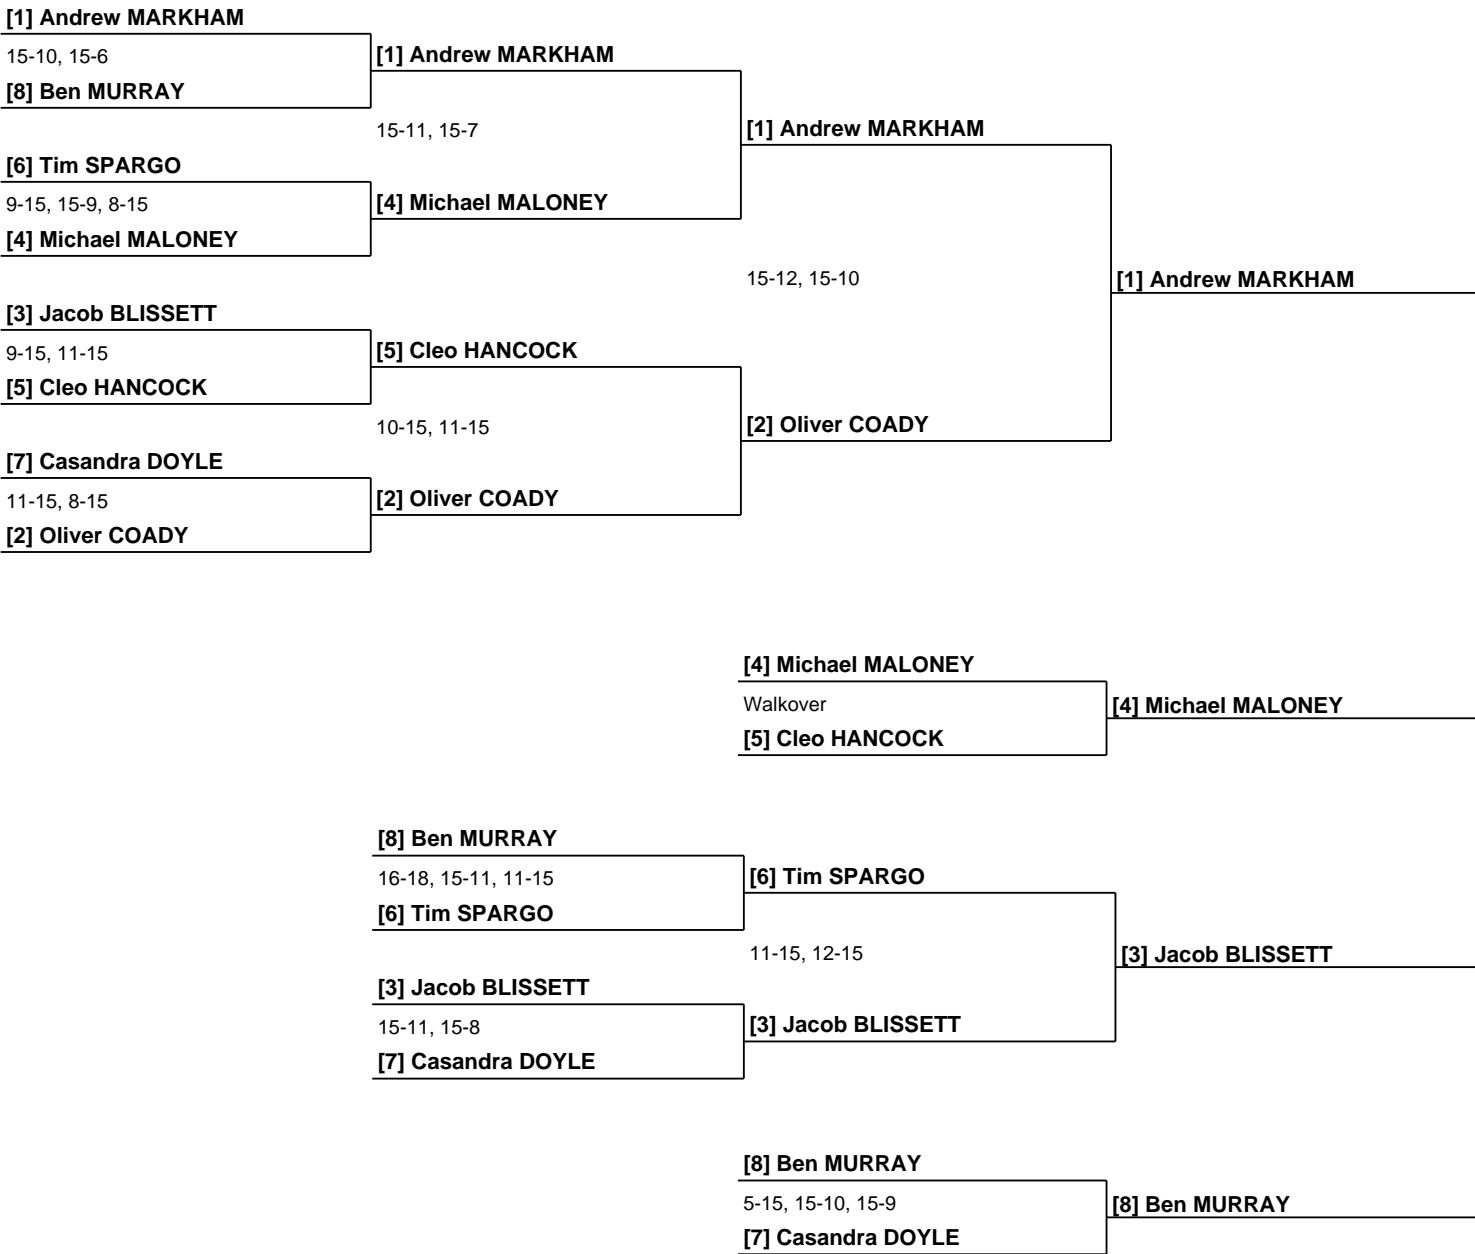 [1] Andrew MARKHAM
15-10, 15-6
[1] Andrew MARKHAM
[8] Ben MURRAY
15-11, 15-7
[1] Andrew MARKHAM
[6] Tim SPARGO
9-15, 15-9, 8-15
[4] Michael MALONEY
[4] Michael MALONEY
15-12, 15-10
[1] Andrew MARKHAM
[3] Jacob BLISSETT
9-15, 11-15
[5] Cleo HANCOCK
[5] Cleo HANCOCK
10-15, 11-15
[2] Oliver COADY
[7] Casandra DOYLE
11-15, 8-15
[2] Oliver COADY
[2] Oliver COADY
[4] Michael MALONEY
Walkover
[4] Michael MALONEY
[5] Cleo HANCOCK
[8] Ben MURRAY
16-18, 15-11, 11-15
[6] Tim SPARGO
[6] Tim SPARGO
11-15, 12-15
[3] Jacob BLISSETT
[3] Jacob BLISSETT
15-11, 15-8
[3] Jacob BLISSETT
[7] Casandra DOYLE
[8] Ben MURRAY
5-15, 15-10, 15-9
[8] Ben MURRAY
[7] Casandra DOYLE